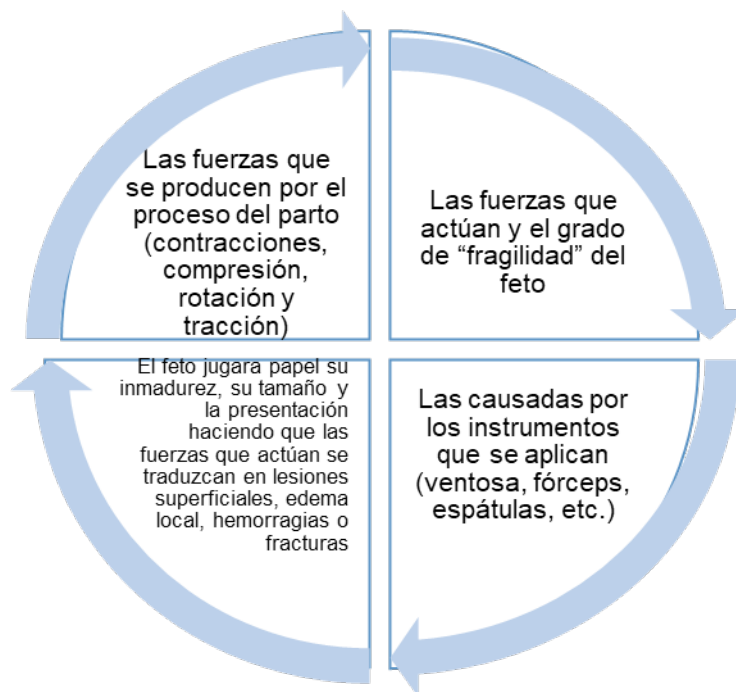 Las fuerzas que
se producen por el
proceso del parto
(contracciones,
compresión,
rotación y
tracción)
Las fuerzas que
actúan y el grado
de “fragilidad” del
feto
El feto jugara papel su
inmadurez, su tamaño y
la presentación
haciendo que las
fuerzas que actúan se
traduzcan en lesiones
superficiales, edema
local, hemorragias o
fracturas
Las causadas por
los instrumentos
que se aplican
(ventosa, fórceps,
espátulas, etc.)